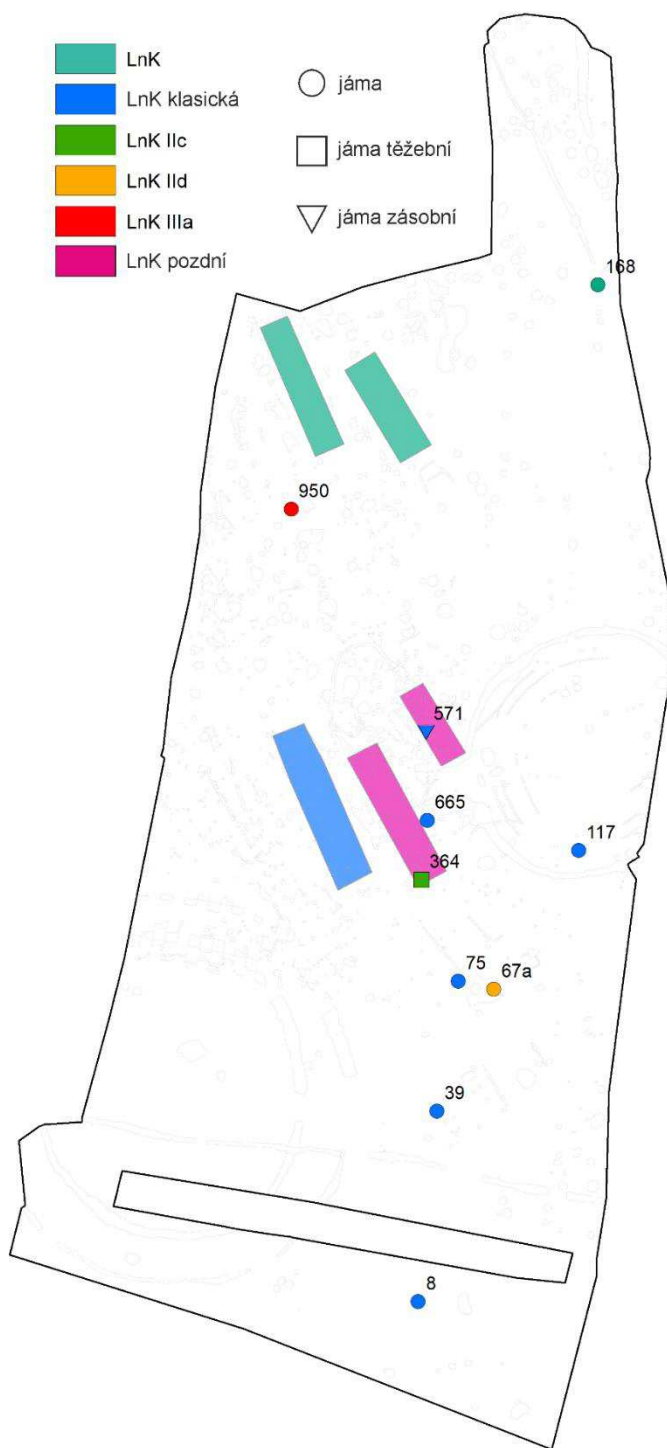 LnK
LnK klasická
LnK IIc
LnK IId
LnK IIIa
LnK pozdní
jáma
jáma těžební
jáma zásobní
168
950
571
665
117
364
75
67a
39
8